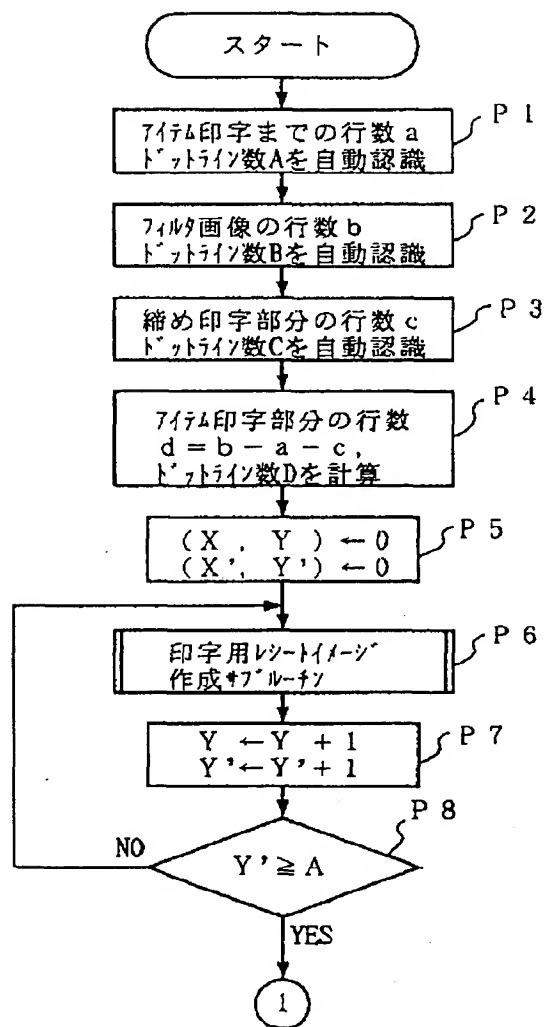 スタート
P 1
アイテム印字までの行数 a
ドットライン数Aを自動認識
P 2
フィルタ画像の行数 b
ドットライン数Bを自動認識
P 3
締め印字部分の行数 c
ドットライン数Cを自動認識
P 4
アイテム印字部分の行数
d = b − a − c ,
ドットライン数Dを計算
P 5
( X , Y ) ← 0
( X', Y') ← 0
P 6
印字用レシートイメージ
作成サブルーチン
P 7
Y ← Y + 1
Y'← Y'+ 1
P 8
NO
Y' ≧ A
YES
1